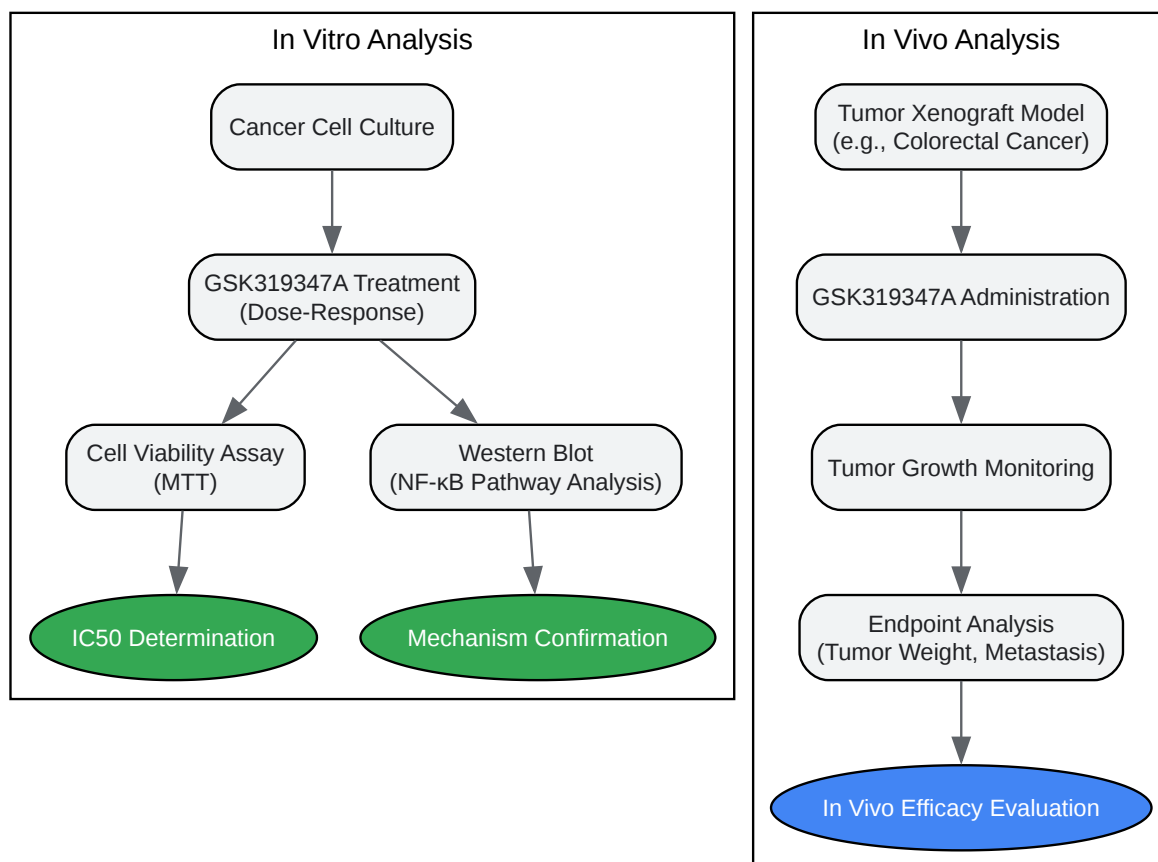 In Vitro Analysis
Cancer Cell Culture
GSK319347A Treatment
(Dose-Response)
Cell Viability Assay
(MTT)
Western Blot
(NF-κB Pathway Analysis)
IC50 Determination
Mechanism Confirmation
In Vivo Analysis
Tumor Xenograft Model
(e.g., Colorectal Cancer)
GSK319347A Administration
Tumor Growth Monitoring
Endpoint Analysis
(Tumor Weight, Metastasis)
In Vivo Efficacy Evaluation